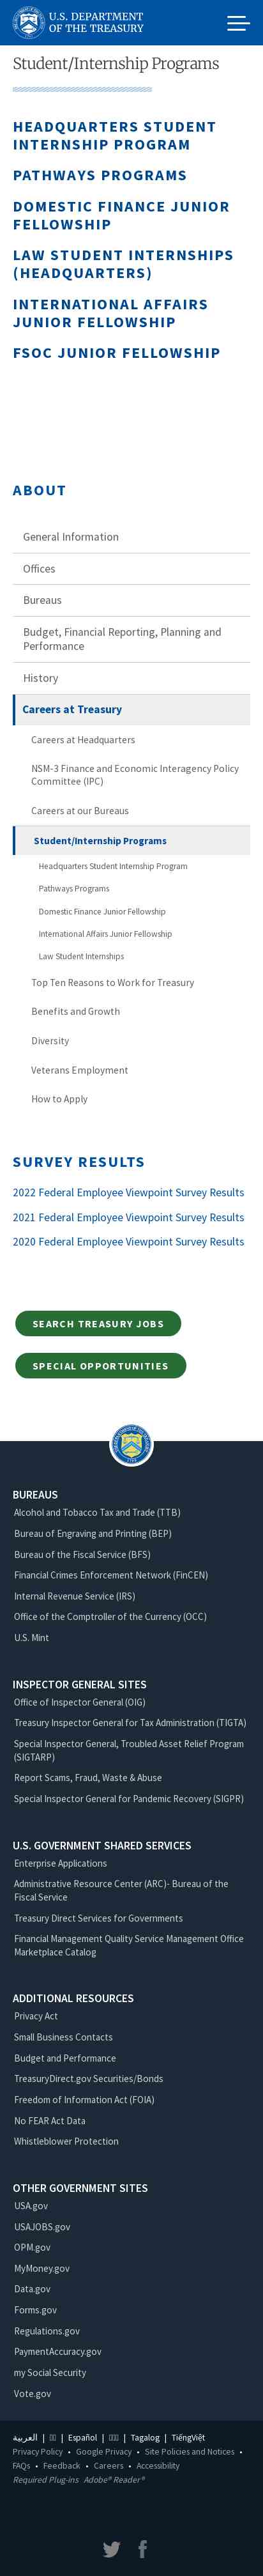 U.S. DEPARTMENT
OF THE TREASURY
Student/Internship Programs
HEADQUARTERS STUDENT
INTERNSHIP PROGRAM
PATHWAYS PROGRAMS
DOMESTIC FINANCE JUNIOR
FELLOWSHIP
LAW STUDENT INTERNSHIPS
(HEADQUARTERS)
INTERNATIONAL AFFAIRS
JUNIOR FELLOWSHIP
FSOC JUNIOR FELLOWSHIP
ABOUT
General Information
Offices
Bureaus
Budget, Financial Reporting, Planning and
Performance
History
Careers at Treasury
Careers at Headquarters
NSM-3 Finance and Economic Interagency Policy
Committee (IPC)
Careers at our Bureaus
Student/Internship Programs
Headquarters Student Internship Program
Pathways Programs
Domestic Finance Junior Fellowship
International Affairs Junior Fellowship
Law Student Internships
Top Ten Reasons to Work for Treasury
Benefits and Growth
Diversity
Veterans Employment
How to Apply
SURVEY RESULTS
2022 Federal Employee Viewpoint Survey Results
2021 Federal Employee Viewpoint Survey Results
2020 Federal Employee Viewpoint Survey Results
SEARCH TREASURY JOBS
SPECIAL OPPORTUNITIES
BUREAUS
Alcohol and Tobacco Tax and Trade (TTB)
Bureau of Engraving and Printing (BEP)
Bureau of the Fiscal Service (BFS)
Financial Crimes Enforcement Network (FinCEN)
Internal Revenue Service (IRS)
Office of the Comptroller of the Currency (OCC)
U.S. Mint
INSPECTOR GENERAL SITES
Office of Inspector General (OIG)
Treasury Inspector General for Tax Administration (TIGTA)
Special Inspector General, Troubled Asset Relief Program
(SIGTARP)
Report Scams, Fraud, Waste & Abuse
Special Inspector General for Pandemic Recovery (SIGPR)
U.S. GOVERNMENT SHARED SERVICES
Enterprise Applications
Administrative Resource Center (ARC)- Bureau of the
Fiscal Service
Treasury Direct Services for Governments
Financial Management Quality Service Management Office
Marketplace Catalog
ADDITIONAL RESOURCES
Privacy Act
Small Business Contacts
Budget and Performance
TreasuryDirect.gov Securities/Bonds
Freedom of Information Act (FOIA)
No FEAR Act Data
Whistleblower Protection
OTHER GOVERNMENT SITES
USA.gov
USAJOBS.gov
OPM.gov
MyMoney.gov
Data.gov
Forms.gov
Regulations.gov
PaymentAccuracy.gov
my Social Security
Vote.gov
العربية | | Español | | Tagalog | TiếngViệt
Privacy Policy • Google Privacy • Site Policies and Notices •
FAQs • Feedback • Careers • Accessibility
Required Plug-ins Adobe® Reader®